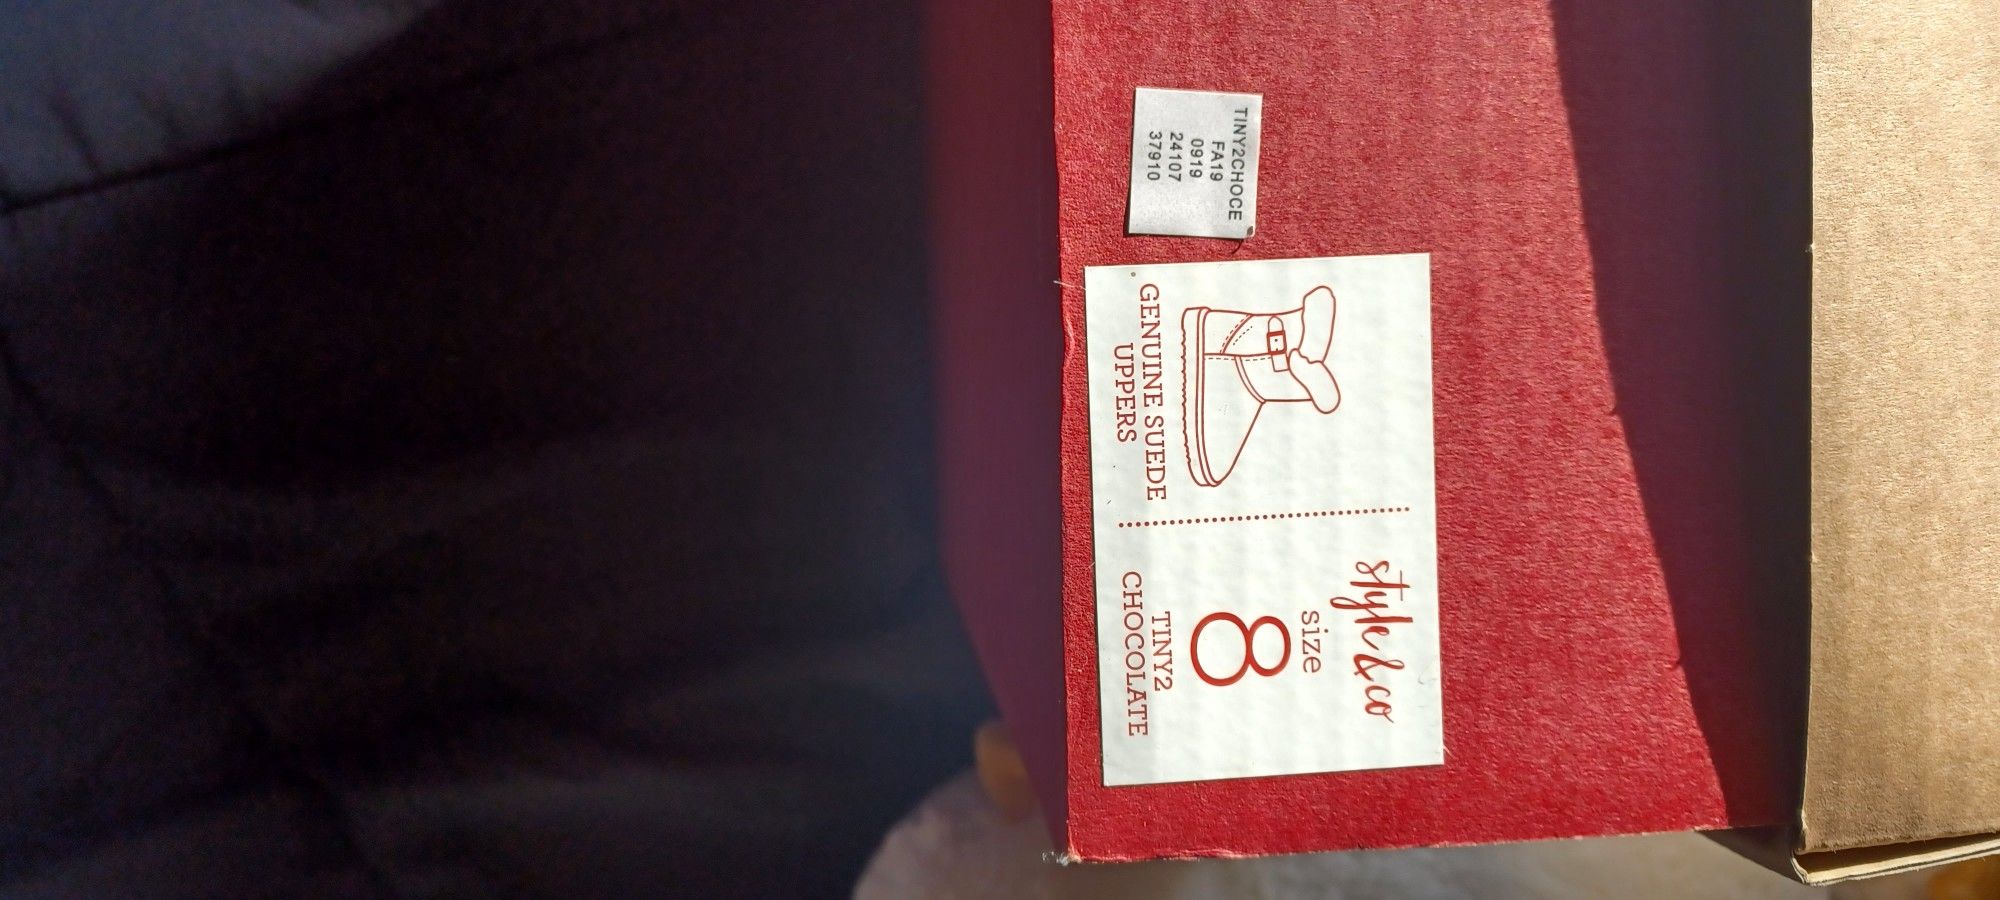 TINY2CHOCE
FA19
0919
24107
37910
GENUINE SUEDE
UPPERS
style&co
size
8
TINY2
CHOCOLATE